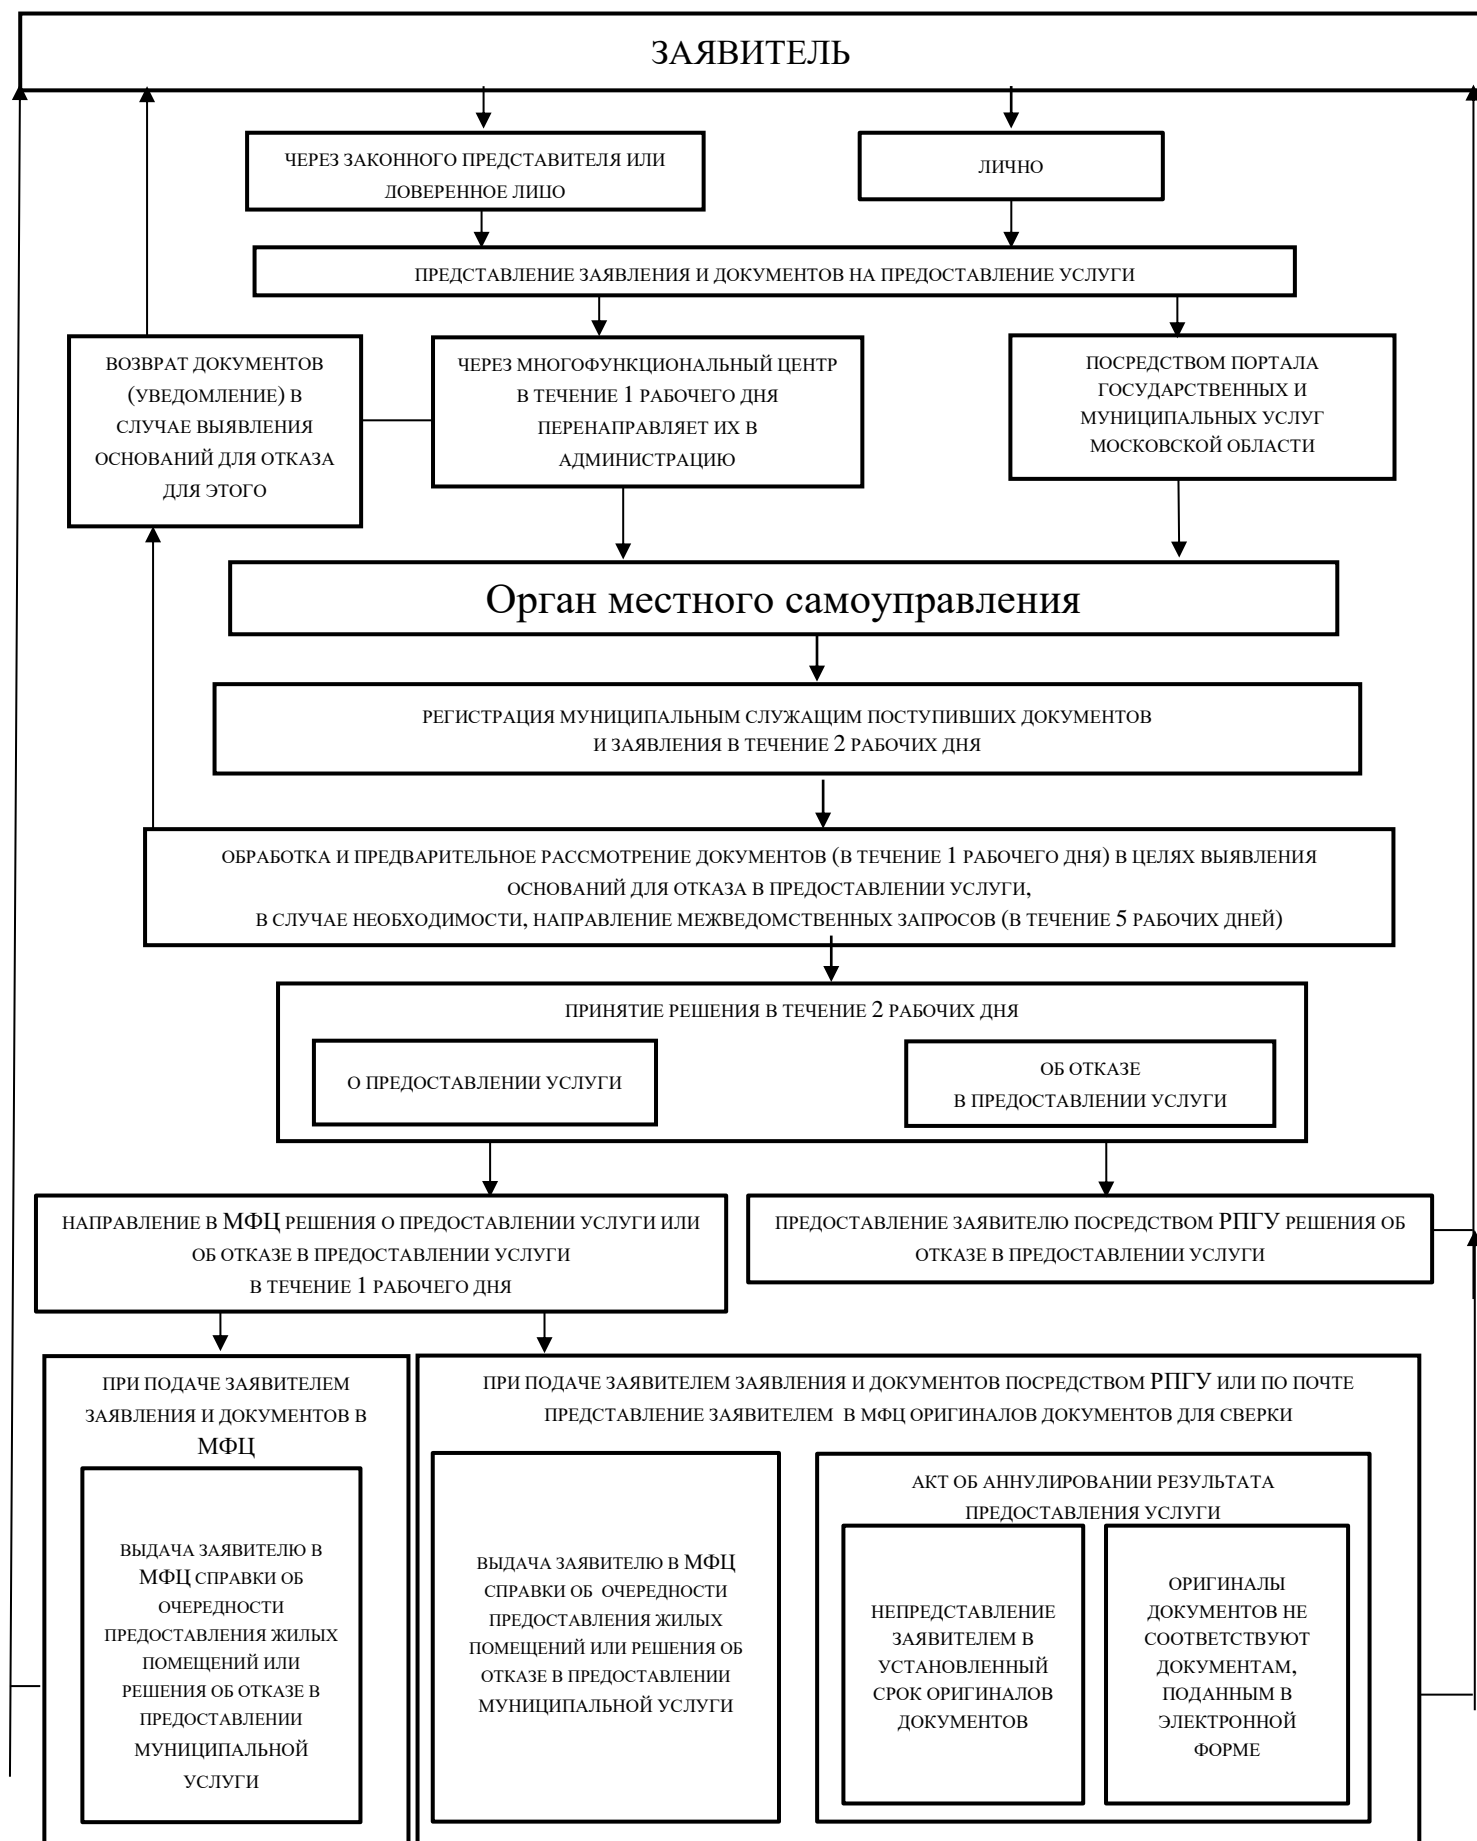 ЗАЯВИТЕЛЬ
ЧЕРЕЗ ЗАКОННОГО ПРЕДСТАВИТЕЛЯ ИЛИ
ДОВЕРЕННОЕ ЛИЦО
ЛИЧНО
ПРЕДСТАВЛЕНИЕ ЗАЯВЛЕНИЯ И ДОКУМЕНТОВ НА ПРЕДОСТАВЛЕНИЕ УСЛУГИ
ВОЗВРАТ ДОКУМЕНТОВ
(УВЕДОМЛЕНИЕ) В
СЛУЧАЕ ВЫЯВЛЕНИЯ
ОСНОВАНИЙ ДЛЯ ОТКАЗА
ДЛЯ ЭТОГО
ЧЕРЕЗ МНОГОФУНКЦИОНАЛЬНЫЙ ЦЕНТР
В ТЕЧЕНИЕ 1 РАБОЧЕГО ДНЯ
ПЕРЕНАПРАВЛЯЕТ ИХ В
АДМИНИСТРАЦИЮ
ПОСРЕДСТВОМ ПОРТАЛА
ГОСУДАРСТВЕННЫХ И
МУНИЦИПАЛЬНЫХ УСЛУГ
МОСКОВСКОЙ ОБЛАСТИ
Орган местного самоуправления
РЕГИСТРАЦИЯ МУНИЦИПАЛЬНЫМ СЛУЖАЩИМ ПОСТУПИВШИХ ДОКУМЕНТОВ
И ЗАЯВЛЕНИЯ В ТЕЧЕНИЕ 2 РАБОЧИХ ДНЯ
ОБРАБОТКА И ПРЕДВАРИТЕЛЬНОЕ РАССМОТРЕНИЕ ДОКУМЕНТОВ (В ТЕЧЕНИЕ 1 РАБОЧЕГО ДНЯ) В ЦЕЛЯХ ВЫЯВЛЕНИЯ
ОСНОВАНИЙ ДЛЯ ОТКАЗА В ПРЕДОСТАВЛЕНИИ УСЛУГИ,
В СЛУЧАЕ НЕОБХОДИМОСТИ, НАПРАВЛЕНИЕ МЕЖВЕДОМСТВЕННЫХ ЗАПРОСОВ (В ТЕЧЕНИЕ 5 РАБОЧИХ ДНЕЙ)
ПРИНЯТИЕ РЕШЕНИЯ В ТЕЧЕНИЕ 2 РАБОЧИХ ДНЯ
О ПРЕДОСТАВЛЕНИИ УСЛУГИ
ОБ ОТКАЗЕ
В ПРЕДОСТАВЛЕНИИ УСЛУГИ
НАПРАВЛЕНИЕ В МФЦ РЕШЕНИЯ О ПРЕДОСТАВЛЕНИИ УСЛУГИ ИЛИ
ОБ ОТКАЗЕ В ПРЕДОСТАВЛЕНИИ УСЛУГИ
В ТЕЧЕНИЕ 1 РАБОЧЕГО ДНЯ
ПРЕДОСТАВЛЕНИЕ ЗАЯВИТЕЛЮ ПОСРЕДСТВОМ РПГУ РЕШЕНИЯ ОБ
ОТКАЗЕ В ПРЕДОСТАВЛЕНИИ УСЛУГИ
ПРИ ПОДАЧЕ ЗАЯВИТЕЛЕМ
ЗАЯВЛЕНИЯ И ДОКУМЕНТОВ В
МФЦ
ВЫДАЧА ЗАЯВИТЕЛЮ В
МФЦ СПРАВКИ ОБ
ОЧЕРЕДНОСТИ
ПРЕДОСТАВЛЕНИЯ ЖИЛЫХ
ПОМЕЩЕНИЙ ИЛИ
РЕШЕНИЯ ОБ ОТКАЗЕ В
ПРЕДОСТАВЛЕНИИ
МУНИЦИПАЛЬНОЙ
УСЛУГИ
ПРИ ПОДАЧЕ ЗАЯВИТЕЛЕМ ЗАЯВЛЕНИЯ И ДОКУМЕНТОВ ПОСРЕДСТВОМ РПГУ ИЛИ ПО ПОЧТЕ
ПРЕДСТАВЛЕНИЕ ЗАЯВИТЕЛЕМ В МФЦ ОРИГИНАЛОВ ДОКУМЕНТОВ ДЛЯ СВЕРКИ
ВЫДАЧА ЗАЯВИТЕЛЮ В МФЦ
СПРАВКИ ОБ ОЧЕРЕДНОСТИ
ПРЕДОСТАВЛЕНИЯ ЖИЛЫХ
ПОМЕЩЕНИЙ ИЛИ РЕШЕНИЯ ОБ
ОТКАЗЕ В ПРЕДОСТАВЛЕНИИ
МУНИЦИПАЛЬНОЙ УСЛУГИ
АКТ ОБ АННУЛИРОВАНИИ РЕЗУЛЬТАТА
ПРЕДОСТАВЛЕНИЯ УСЛУГИ
НЕПРЕДСТАВЛЕНИЕ
ЗАЯВИТЕЛЕМ В
УСТАНОВЛЕННЫЙ
СРОК ОРИГИНАЛОВ
ДОКУМЕНТОВ
ОРИГИНАЛЫ
ДОКУМЕНТОВ НЕ
СООТВЕТСТВУЮТ
ДОКУМЕНТАМ,
ПОДАННЫМ В
ЭЛЕКТРОННОЙ
ФОРМЕ